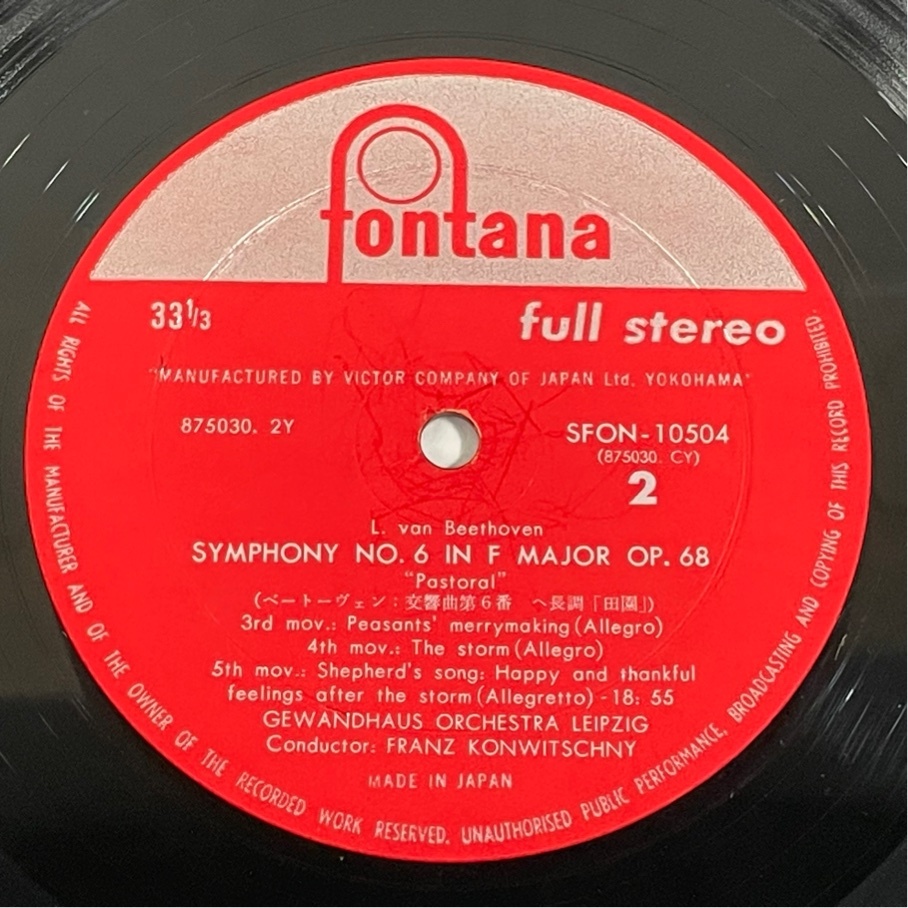 fontana
33 1/3
full stereo
"MANUFACTURED BY VICTOR COMPANY OF JAPAN Ltd. YOKOHAMA"
875030. 2Y
SFON-10504
(875030. CY)
2
L. van Beethoven
SYMPHONY NO. 6 IN F MAJOR OP. 68
"Pastoral"
(ベートーヴェン: 交響曲第6番 ヘ長調「田園」)
3rd mov.: Peasants' merrymaking (Allegro)
4th mov.: The storm (Allegro)
5th mov.: Shepherd's song: Happy and thankful
feelings after the storm (Allegretto) - 18: 55
GEWANDHAUS ORCHESTRA LEIPZIG
Conductor: FRANZ KONWITSCHNY
MADE IN JAPAN
ALL RIGHTS OF THE MANUFACTURER AND OF THE OWNER OF THE RECORDED WORK RESERVED. UNAUTHORISED PUBLIC PERFORMANCE, BROADCASTING AND COPYING OF THIS RECORD PROHIBITED.